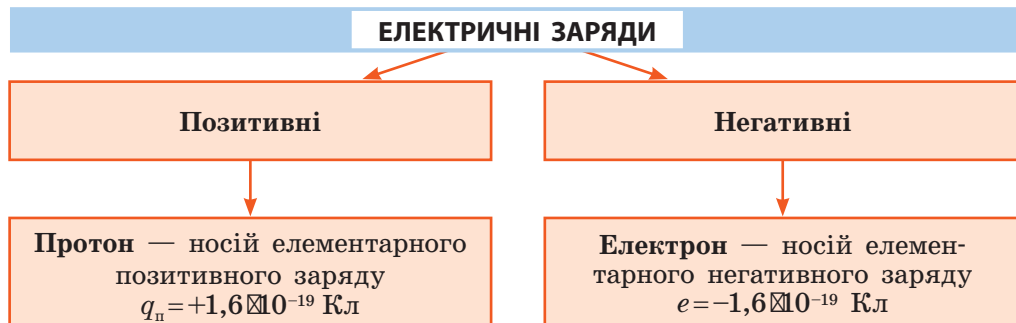 ЕЛЕКТРИЧНІ ЗАРЯДИ
Позитивні
Негативні
Протон — носій елементарного
позитивного заряду
qп=+1,6☒10⁻¹⁹ Кл
Електрон — носій елемен-
тарного негативного заряду
e=−1,6☒10⁻¹⁹ Кл